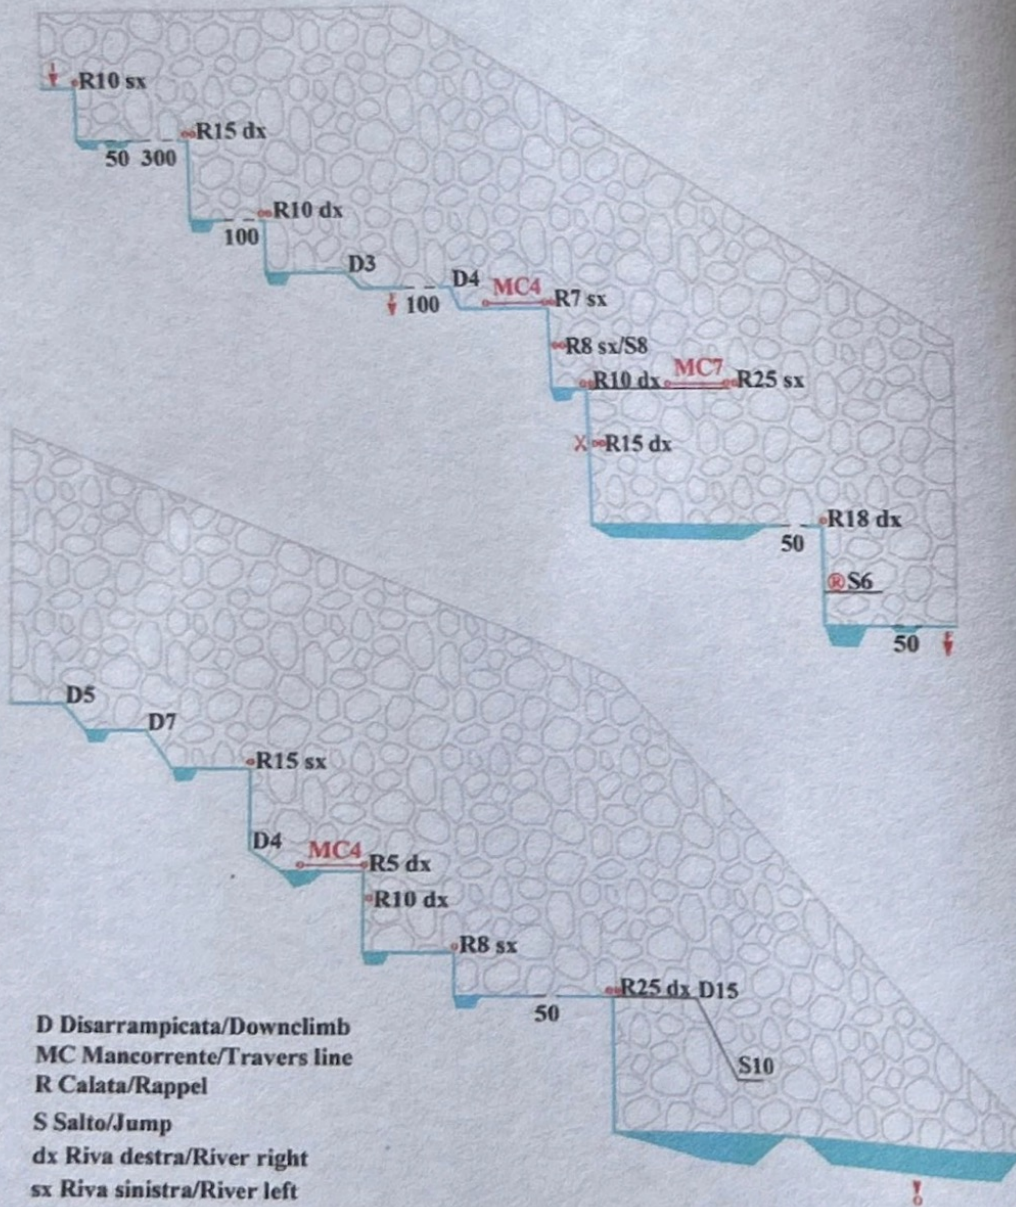 R10 sx
R15 dx
50 300
R10 dx
100
D3
D4
MC4
R7 sx
100
R8 sx/S8
MC7
R10 dx
R25 sx
R15 dx
R18 dx
50
® S6
50
D5
D7
R15 sx
D4
MC4
R5 dx
R10 dx
R8 sx
R25 dx D15
50
S10
D Disarrampicata/Downclimb
MC Mancorrente/Travers line
R Calata/Rappel
S Salto/Jump
dx Riva destra/River right
sx Riva sinistra/River left